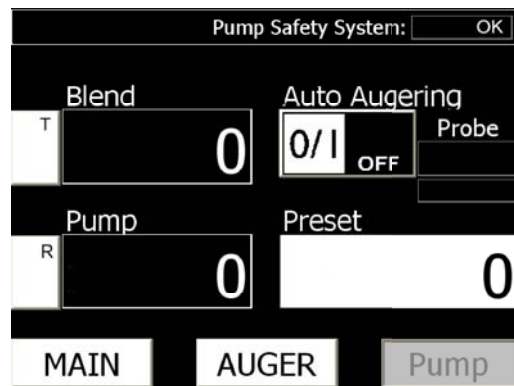 Pump Safety System: OK
Blend Auto Augering
T 0 0/I OFF Probe
Pump Preset
R 0 0
MAIN AUGER Pump